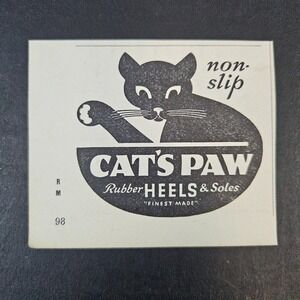 non-
slip
CAT'S PAW
Rubber HEELS & Soles
"FINEST MADE"
R
M
98